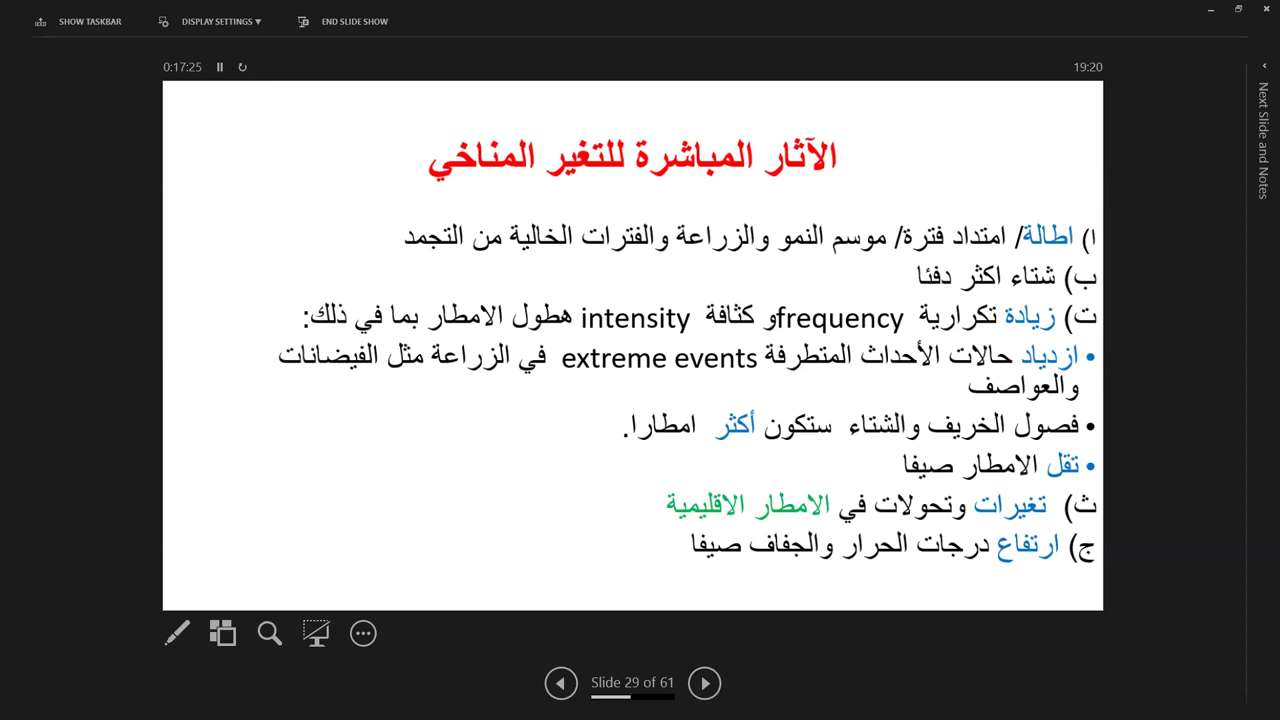 SHOW TASKBAR
DISPLAY SETTINGS
END SLIDE SHOW
0:17:25
19:20
Next Slide and Notes
الآثار المباشرة للتغير المناخي
ا) اطالة/ امتداد فترة/ موسم النمو والزراعة والفترات الخالية من التجمد
ب) شتاء اكثر دفئا
ت) زيادة تكرارية frequencyو كثافة intensity هطول الامطار بما في ذلك:
• ازدياد حالات الأحداث المتطرفة extreme events في الزراعة مثل الفيضانات
والعواصف
• فصول الخريف والشتاء ستكون أكثر امطارا.
• تقل الامطار صيفا
ث) تغيرات وتحولات في الامطار الاقليمية
ج) ارتفاع درجات الحرار والجفاف صيفا
Slide 29 of 61